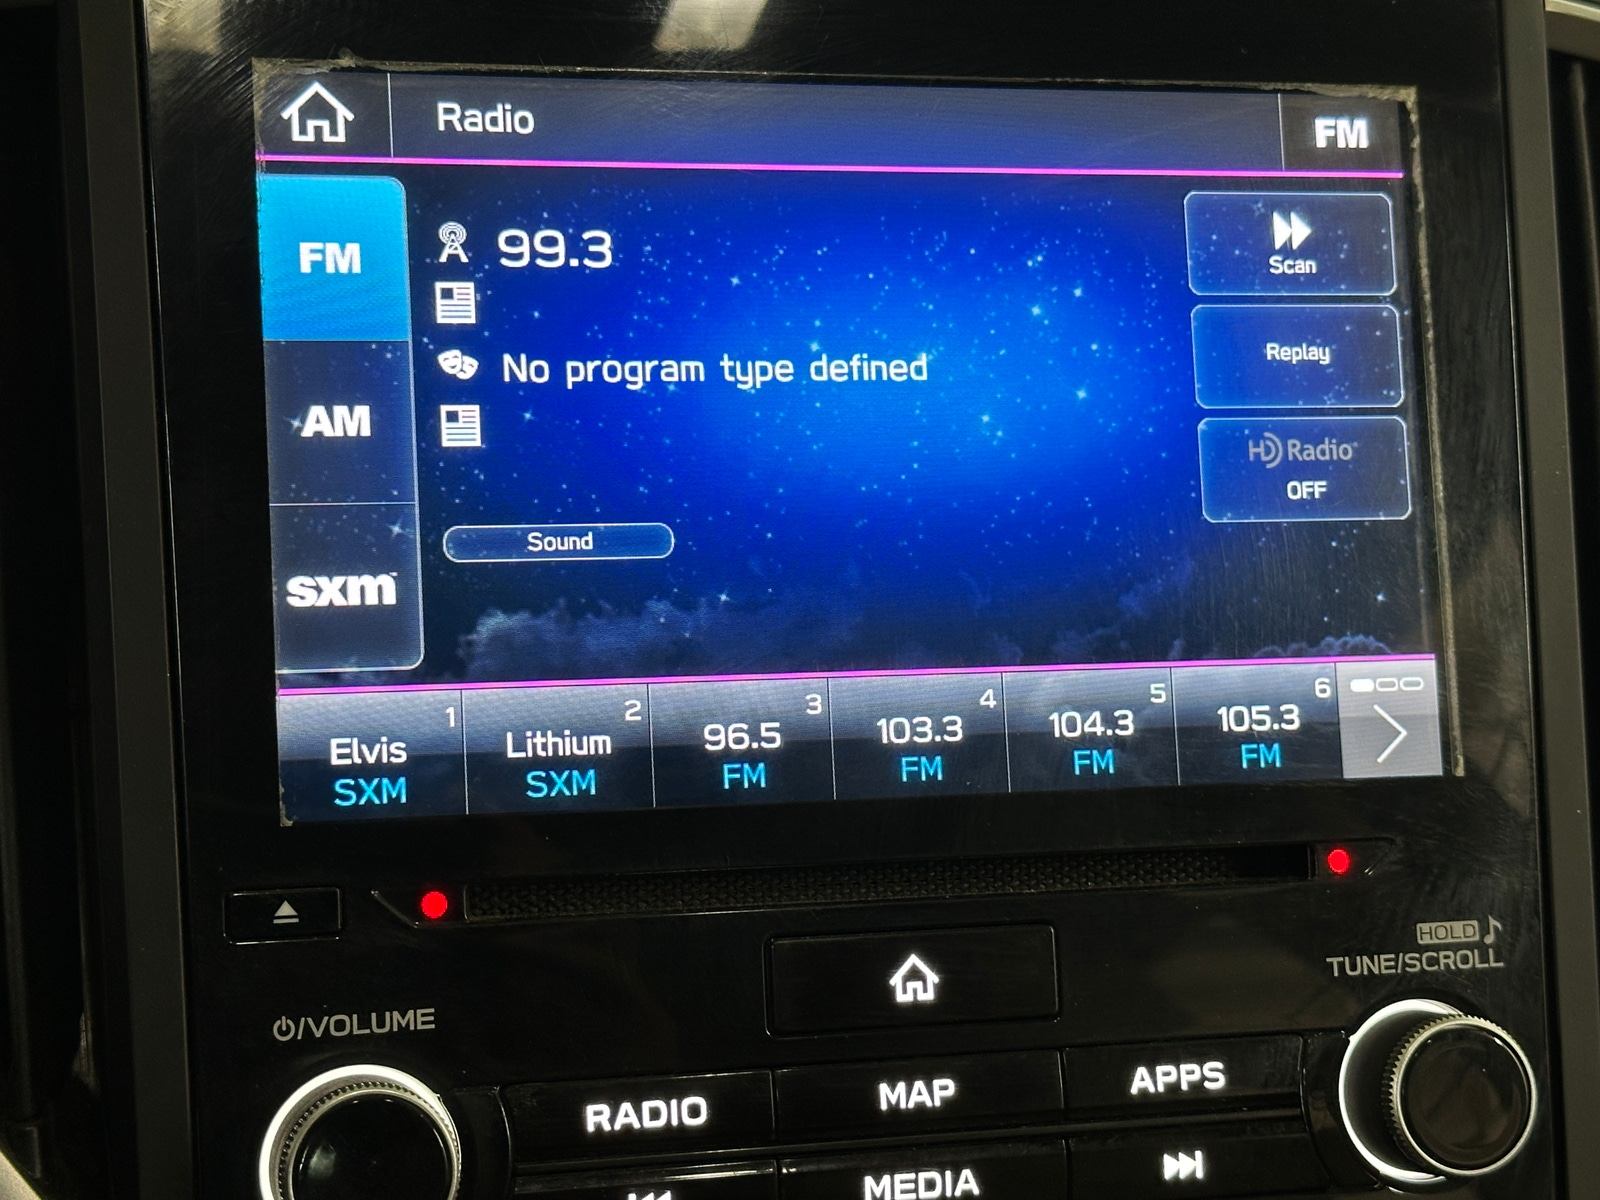 Radio
FM
FM
AM
sxm
99.3
No program type defined
Sound
Scan
Replay
HD Radio
OFF
1
Elvis
SXM
2
Lithium
SXM
3
96.5
FM
4
103.3
FM
5
104.3
FM
6
105.3
FM
HOLD
TUNE/SCROLL
/VOLUME
RADIO
MAP
APPS
MEDIA